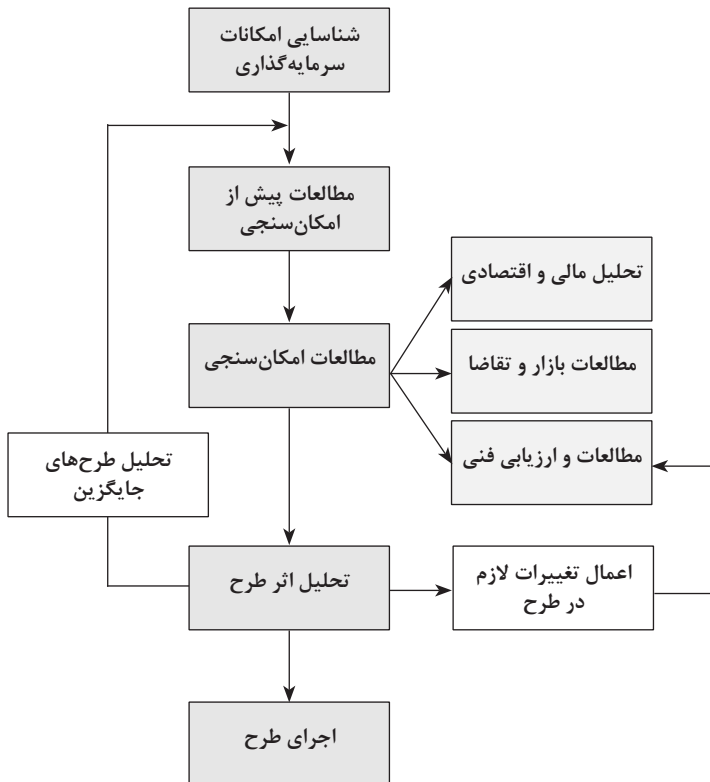 شناسایی امکانات
سرمایه‌گذاری
مطالعات پیش از
امکان‌سنجی
تحلیل مالی و اقتصادی
مطالعات امکان‌سنجی
مطالعات بازار و تقاضا
مطالعات و ارزیابی فنی
تحلیل طرح‌های
جایگزین
تحلیل اثر طرح
اعمال تغییرات لازم
در طرح
اجرای طرح